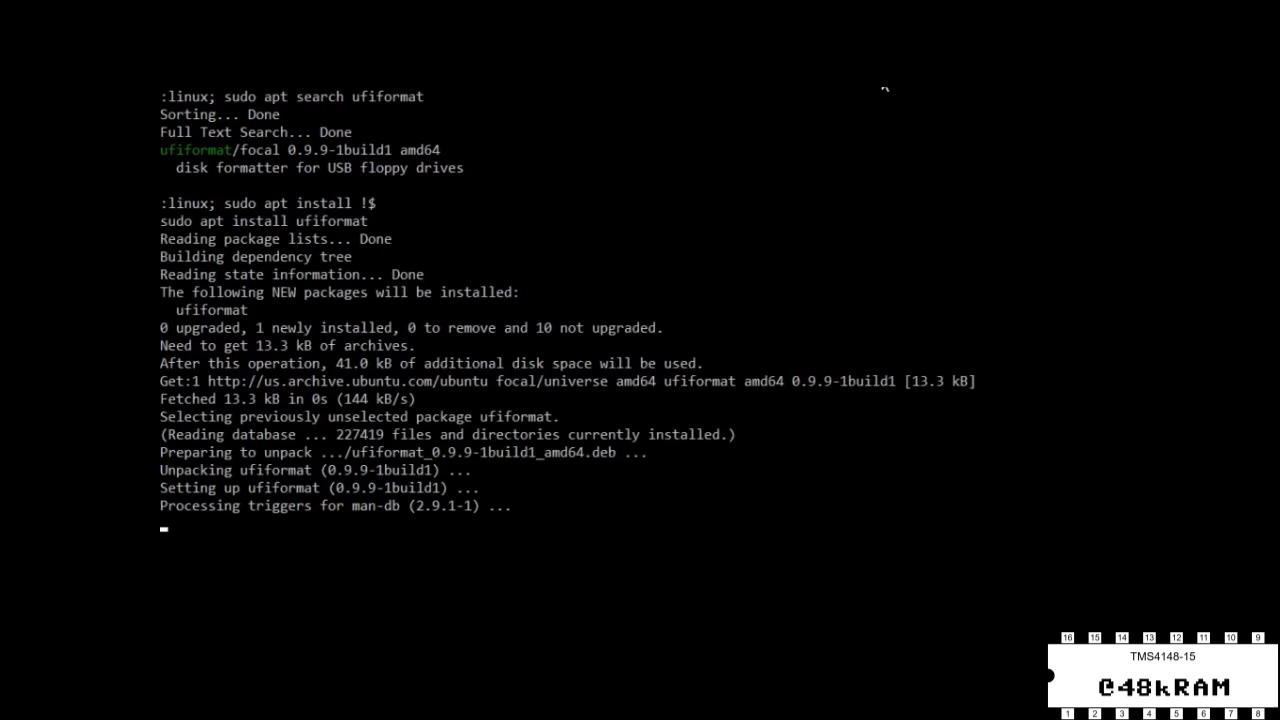 :linux; sudo apt search ufiformat
Sorting... Done
Full Text Search... Done
ufiformat/focal 0.9.9-1build1 amd64
  disk formatter for USB floppy drives

:linux; sudo apt install !$
sudo apt install ufiformat
Reading package lists... Done
Building dependency tree
Reading state information... Done
The following NEW packages will be installed:
  ufiformat
0 upgraded, 1 newly installed, 0 to remove and 10 not upgraded.
Need to get 13.3 kB of archives.
After this operation, 41.0 kB of additional disk space will be used.
Get:1 http://us.archive.ubuntu.com/ubuntu focal/universe amd64 ufiformat amd64 0.9.9-1build1 [13.3 kB]
Fetched 13.3 kB in 0s (144 kB/s)
Selecting previously unselected package ufiformat.
(Reading database ... 227419 files and directories currently installed.)
Preparing to unpack .../ufiformat_0.9.9-1build1_amd64.deb ...
Unpacking ufiformat (0.9.9-1build1) ...
Setting up ufiformat (0.9.9-1build1) ...
Processing triggers for man-db (2.9.1-1) ...
16 15 14 13 12 11 10 9
TMS4148-15
@48kRAM
1 2 3 4 5 6 7 8